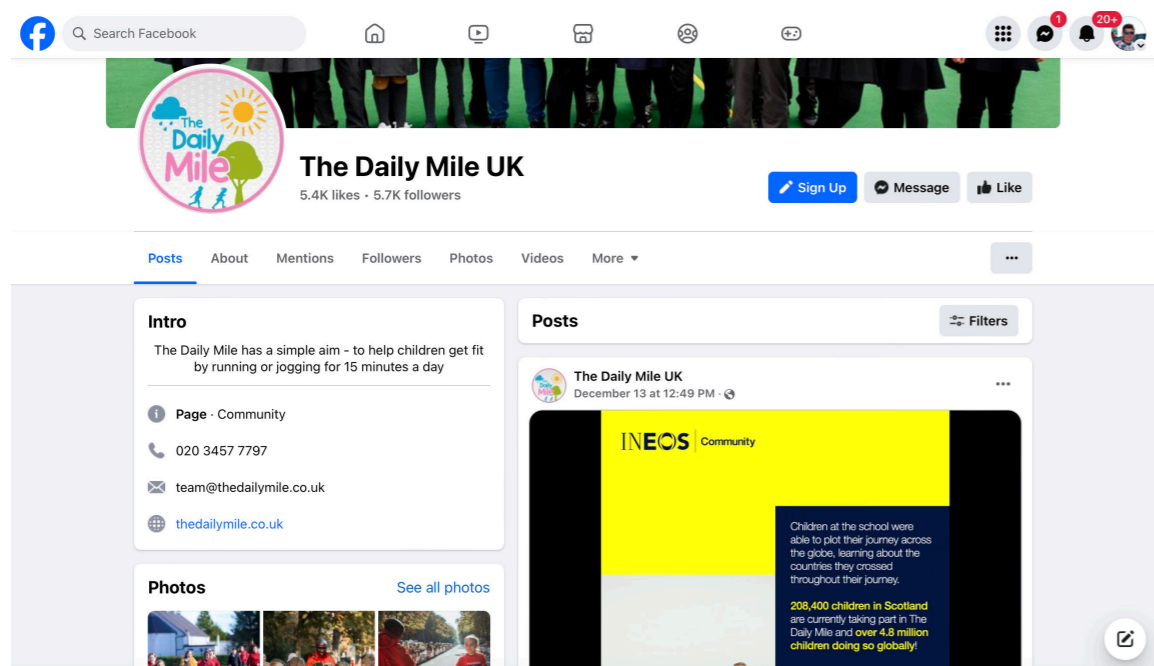 Search Facebook
1
20+
The
Daily
Mile
The Daily Mile UK
5.4K likes · 5.7K followers
Sign Up
Message
Like
Posts
About
Mentions
Followers
Photos
Videos
More
Intro
The Daily Mile has a simple aim - to help children get fit
by running or jogging for 15 minutes a day
Page · Community
020 3457 7797
team@thedailymile.co.uk
thedailymile.co.uk
Photos
See all photos
Posts
Filters
The Daily Mile UK
December 13 at 12:49 PM ·
INEOS Community
Children at the school were
able to plot their journey across
the globe, learning about the
countries they crossed
throughout their journey.
208,400 children in Scotland
are currently taking part in The
Daily Mile and over 4.8 million
children doing so globally!